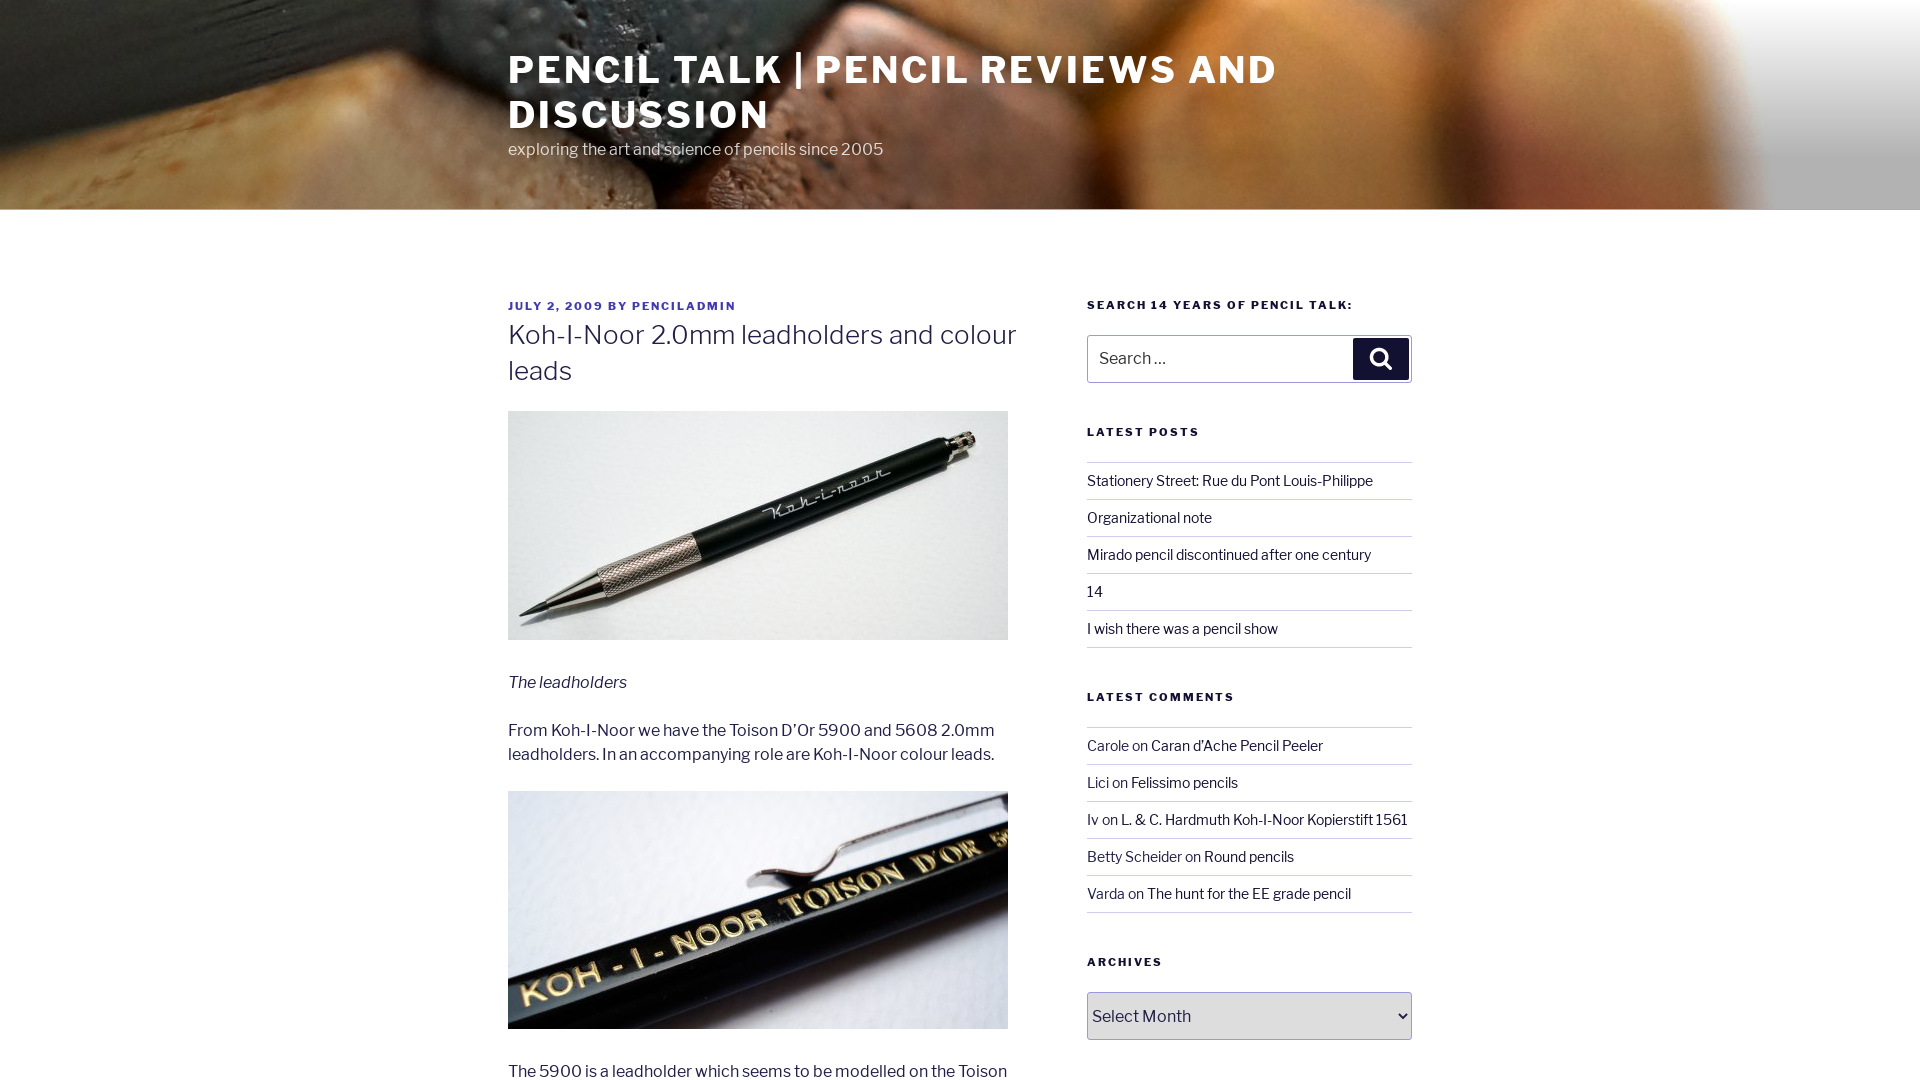 PENCIL TALK | PENCIL REVIEWS AND
DISCUSSION
exploring the art and science of pencils since 2005
JULY 2, 2009 BY PENCILADMIN
Koh-I-Noor 2.0mm leadholders and colour
leads
Koh-i-noor
The leadholders
From Koh-I-Noor we have the Toison D’Or 5900 and 5608 2.0mm
leadholders. In an accompanying role are Koh-I-Noor colour leads.
KOH-I-NOOR TOISON D'OR
The 5900 is a leadholder which seems to be modelled on the Toison
SEARCH 14 YEARS OF PENCIL TALK:
Search …
LATEST POSTS
Stationery Street: Rue du Pont Louis-Philippe
Organizational note
Mirado pencil discontinued after one century
14
I wish there was a pencil show
LATEST COMMENTS
Carole on Caran d’Ache Pencil Peeler
Lici on Felissimo pencils
Iv on L. & C. Hardmuth Koh-I-Noor Kopierstift 1561
Betty Scheider on Round pencils
Varda on The hunt for the EE grade pencil
ARCHIVES
Select Month